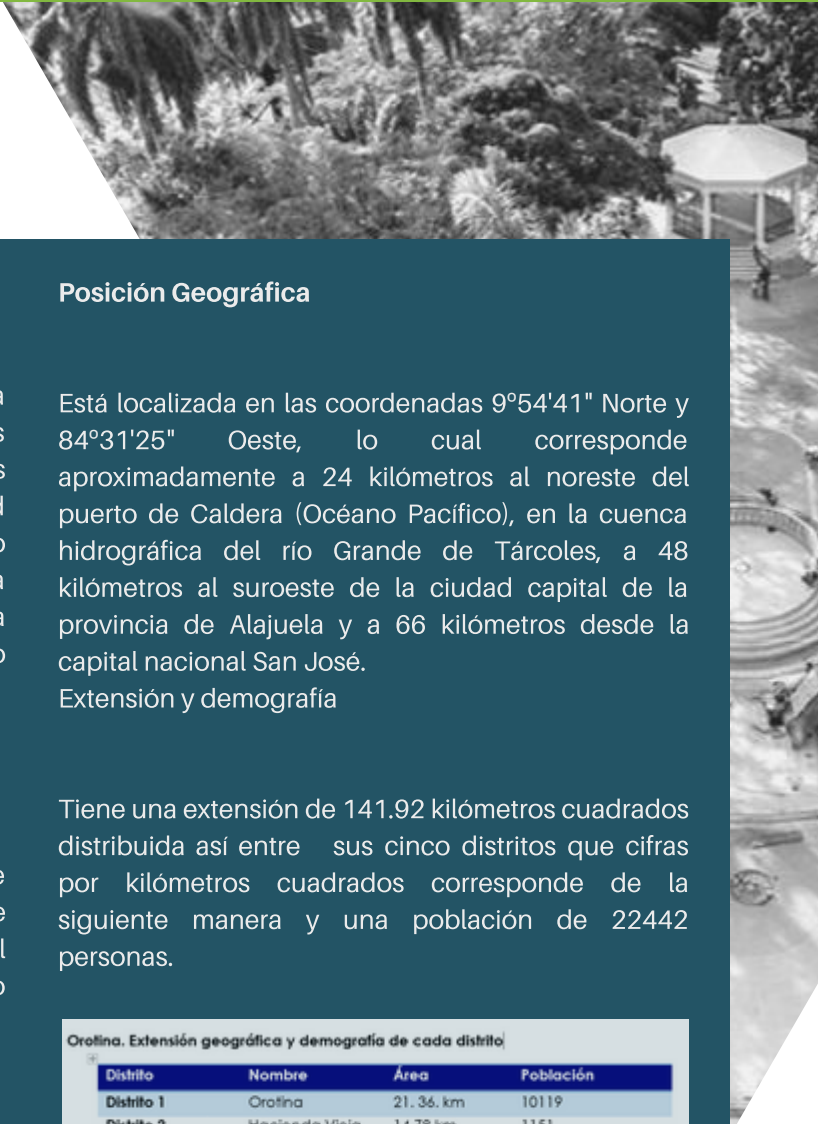 Posición Geográfica
Está localizada en las coordenadas 9º54'41" Norte y
84º31'25" Oeste, lo cual corresponde
aproximadamente a 24 kilómetros al noreste del
puerto de Caldera (Océano Pacífico), en la cuenca
hidrográfica del río Grande de Tárcoles, a 48
kilómetros al suroeste de la ciudad capital de la
provincia de Alajuela y a 66 kilómetros desde la
capital nacional San José.
Extensión y demografía
Tiene una extensión de 141.92 kilómetros cuadrados
distribuida así entre sus cinco distritos que cifras
por kilómetros cuadrados corresponde de la
siguiente manera y una población de 22442
personas.
Orotina. Extensión geográfica y demografía de cada distrito
Distrito Nombre Área Población
Distrito 1 Orotina 21. 36. km 10119